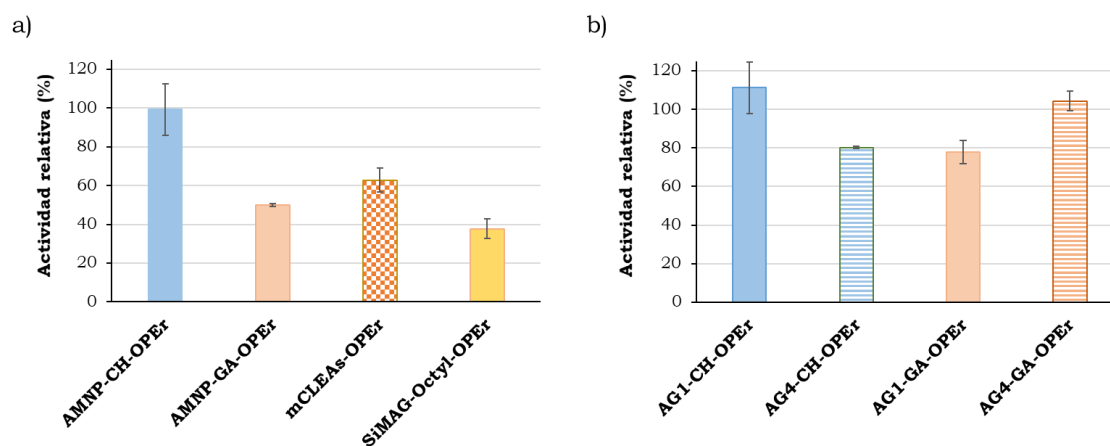 a)
Actividad relativa (%)
120
100
80
60
40
20
0
AMNP-CH-OPEr
AMNP-GA-OPEr
mCLEAs-OPEr
SiMAG-Octyl-OPEr
b)
Actividad relativa (%)
120
100
80
60
40
20
0
AG1-CH-OPEr
AG4-CH-OPEr
AG1-GA-OPEr
AG4-GA-OPEr